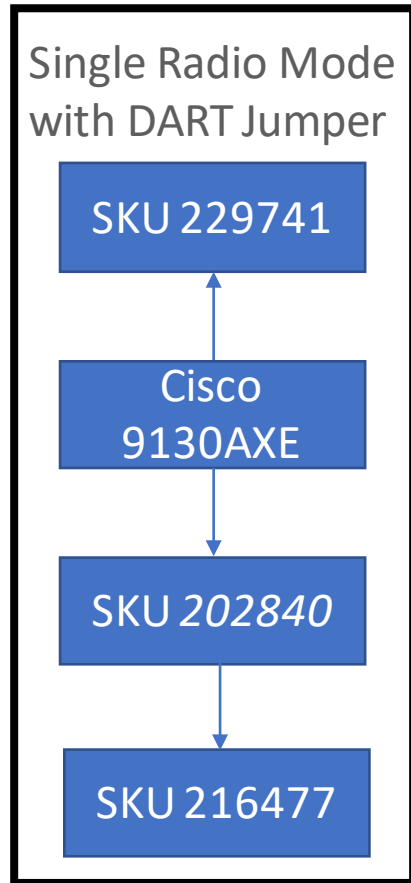 Single Radio Mode
with DART Jumper
SKU 229741
Cisco
9130AXE
SKU 202840
SKU 216477